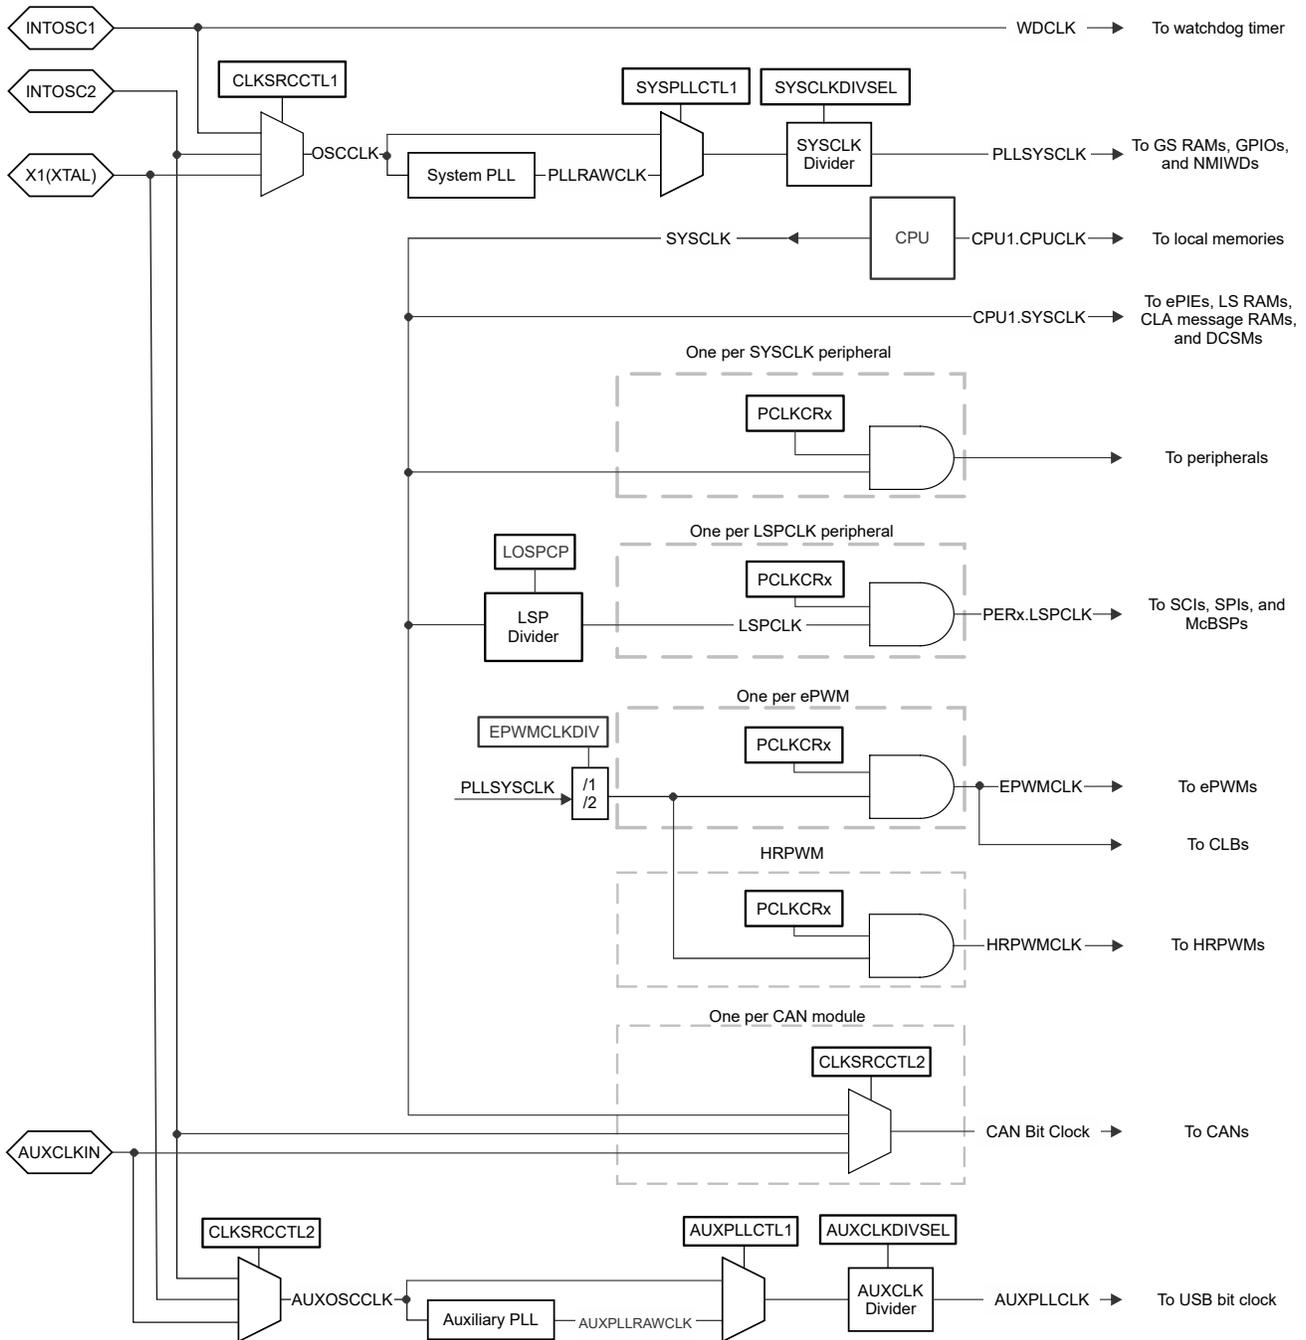 INTOSC1
WDCLK
To watchdog timer
INTOSC2
CLKSRCCTL1
SYSPLLCTL1
SYSCLKDIVSEL
X1(XTAL)
OSCCLK
System PLL
PLLRAWCLK
SYSCLK
Divider
PLLSYSCLK
To GS RAMs, GPIOs,
and NMIWDs
SYSCLK
CPU
CPU1.CPUCLK
To local memories
CPU1.SYSCLK
To ePIEs, LS RAMs,
CLA message RAMs,
and DCSMs
One per SYSCLK peripheral
PCLKCRx
To peripherals
One per LSPCLK peripheral
LOSPCP
PCLKCRx
LSP
Divider
LSPCLK
PERx.LSPCLK
To SCIs, SPIs, and
McBSPs
One per ePWM
EPWMCLKDIV
PCLKCRx
PLLSYSCLK
/1
/2
EPWMCLK
To ePWMs
To CLBs
HRPWM
PCLKCRx
HRPWMCLK
To HRPWMs
One per CAN module
CLKSRCCTL2
AUXCLKIN
CAN Bit Clock
To CANs
CLKSRCCTL2
AUXPLLCTL1
AUXCLKDIVSEL
AUXOSCCLK
Auxiliary PLL
AUXPLLRAWCLK
AUXCLK
Divider
AUXPLLCLK
To USB bit clock